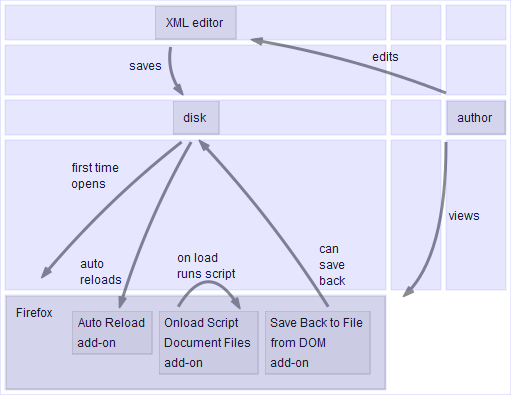 XML editor
saves
edits
disk
author
first time
opens
views
auto
reloads
on load
runs script
can
save
back
Firefox
Auto Reload
add-on
Onload Script
Document Files
add-on
Save Back to File
from DOM
add-on